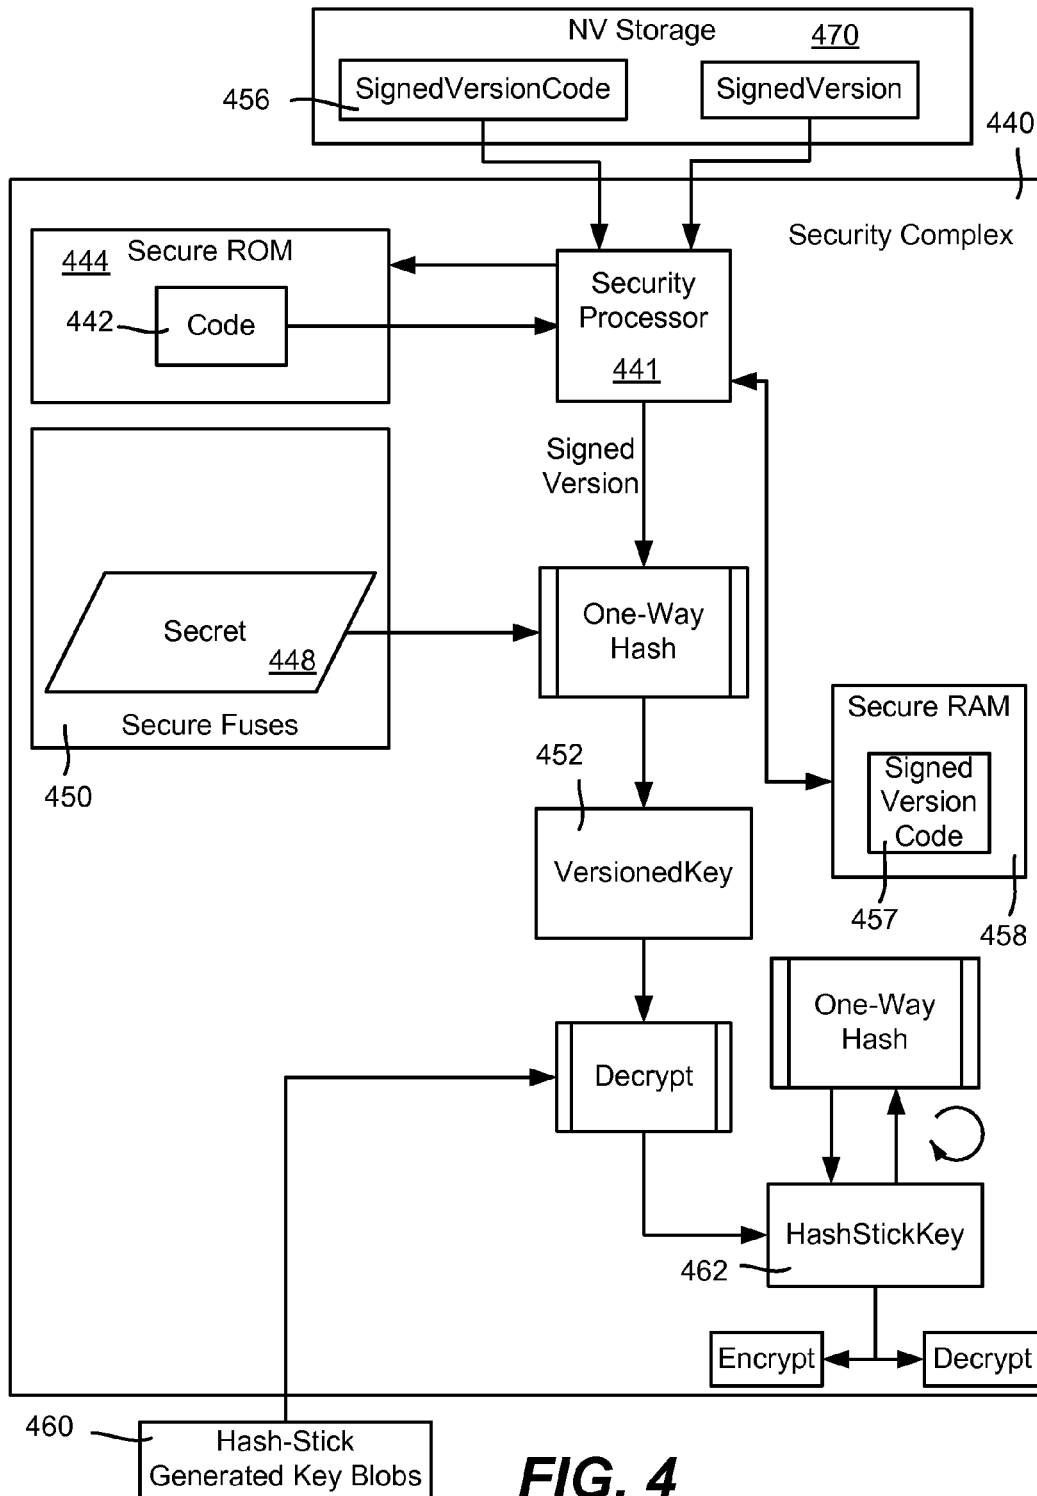 NV Storage
470
SignedVersionCode
SignedVersion
456
440
Security Complex
Secure ROM
444
442
Code
Security
Processor
441
Signed
Version
One-Way
Hash
Secret
448
Secure Fuses
450
452
VersionedKey
Secure RAM
Signed
Version
Code
457
458
One-Way
Hash
Decrypt
HashStickKey
462
Encrypt
Decrypt
460
Hash-Stick
Generated Key Blobs
FIG. 4